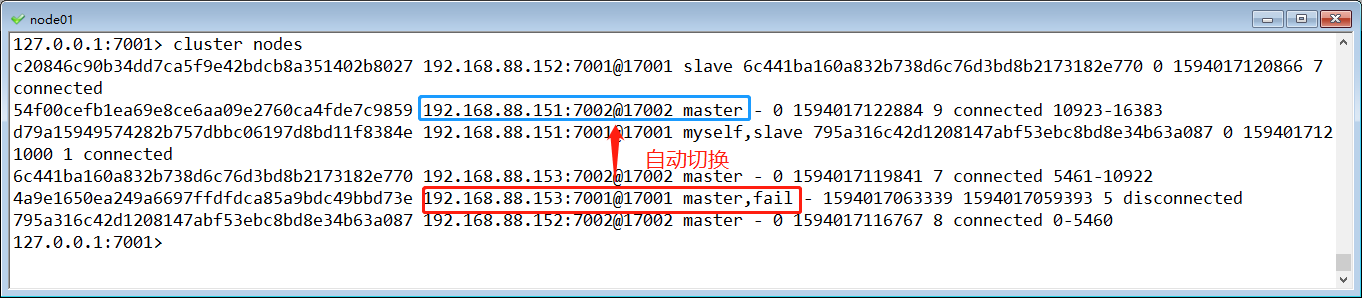 node01
127.0.0.1:7001> cluster nodes
c20846c90b34dd7ca5f9e42bdcb8a351402b8027 192.168.88.152:7001@17001 slave 6c441ba160a832b738d6c76d3bd8b2173182e770 0 1594017120866 7
connected
54f00cefb1ea69e8ce6aa09e2760ca4fde7c9859 192.168.88.151:7002@17002 master - 0 1594017122884 9 connected 10923-16383
d79a15949574282b757dbbc06197d8bd11f8384e 192.168.88.151:7001@17001 myself,slave 795a316c42d1208147abf53ebc8bd8e34b63a087 0 159401712
1000 1 connected
自动切换
6c441ba160a832b738d6c76d3bd8b2173182e770 192.168.88.153:7002@17002 master - 0 1594017119841 7 connected 5461-10922
4a9e1650ea249a6697ffdfdca85a9bdc49bbd73e 192.168.88.153:7001@17001 master,fail - 1594017063339 1594017059393 5 disconnected
795a316c42d1208147abf53ebc8bd8e34b63a087 192.168.88.152:7002@17002 master - 0 1594017116767 8 connected 0-5460
127.0.0.1:7001>